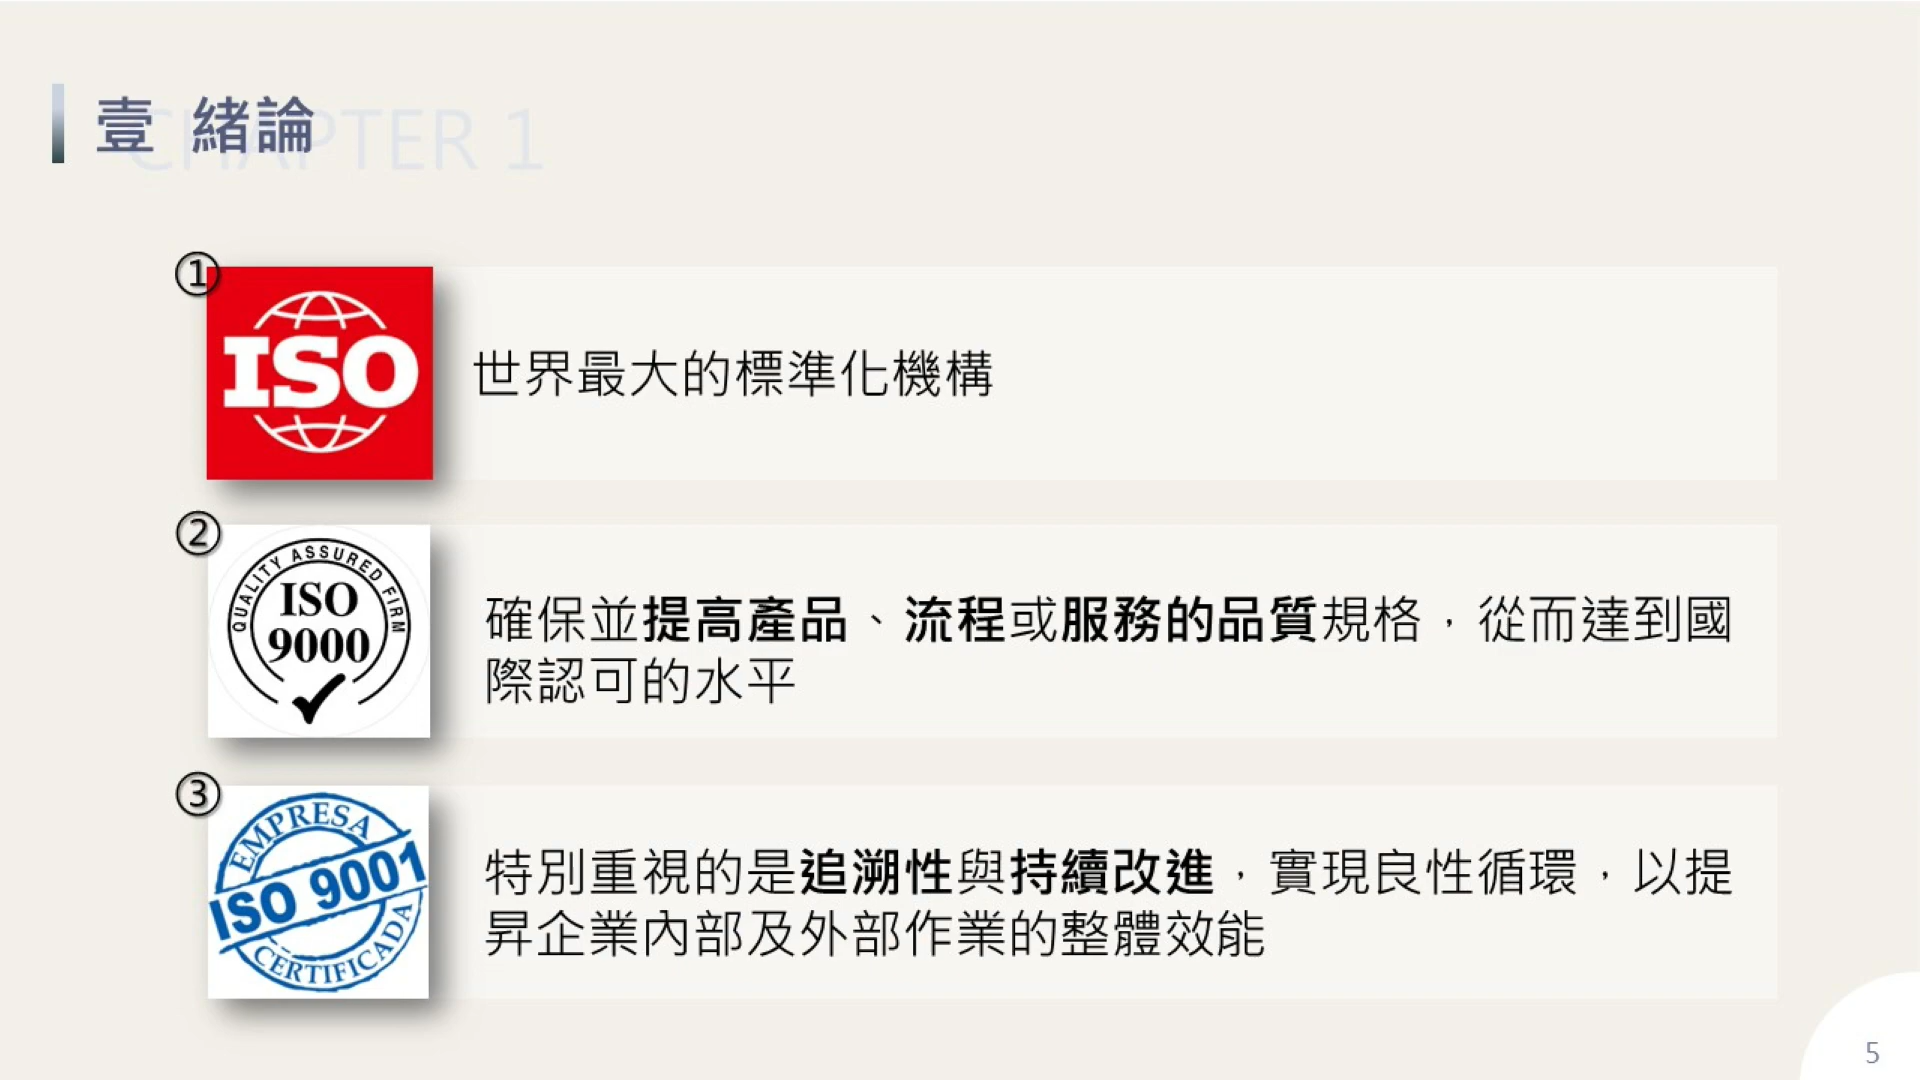 壹 緒論
CHAPTER 1
①
ISO
世界最大的標準化機構
②
QUALITY ASSURED FIRM
ISO
9000
確保並提高產品、流程或服務的品質規格，從而達到國
際認可的水平
③
EMPRESA
ISO 9001
CERTIFICADA
特別重視的是追溯性與持續改進，實現良性循環，以提
昇企業內部及外部作業的整體效能
5